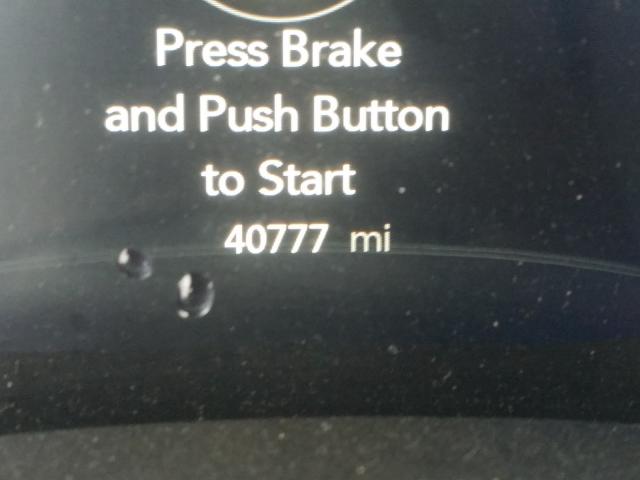 Press Brake
and Push Button
to Start
40777 mi